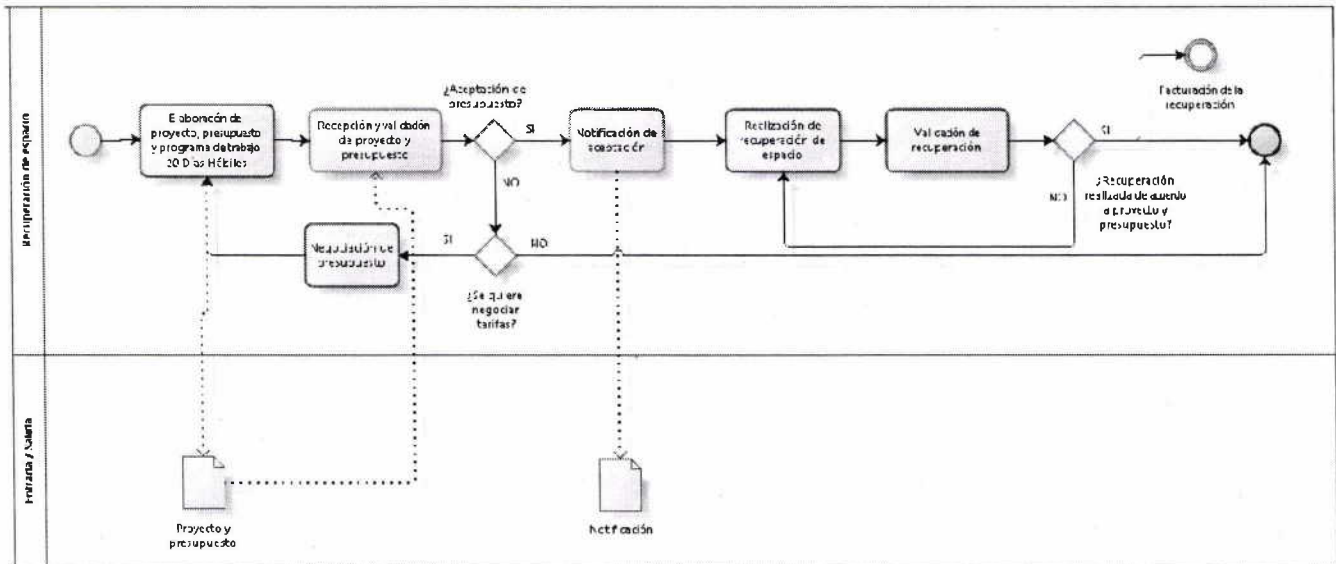 Recuperación de espacio
Elaboración de
proyecto, presupuesto
y programa de trabajo
20 Días Hábiles
Recepción y validación
de proyecto y
presupuesto
¿Aceptación de
presupuesto?
SI
NO
Notificación de
aceptación
Realización de
recuperación de
espacio
Validación de
recuperación
SI
NO
¿Recuperación
realizada de acuerdo
a proyecto y
presupuesto?
Facturación de la
recuperación
Negociación de
presupuesto
SI
NO
¿Se quiere
negociar
tarifas?
Entrada / Salida
Proyecto y
presupuesto
Notificación